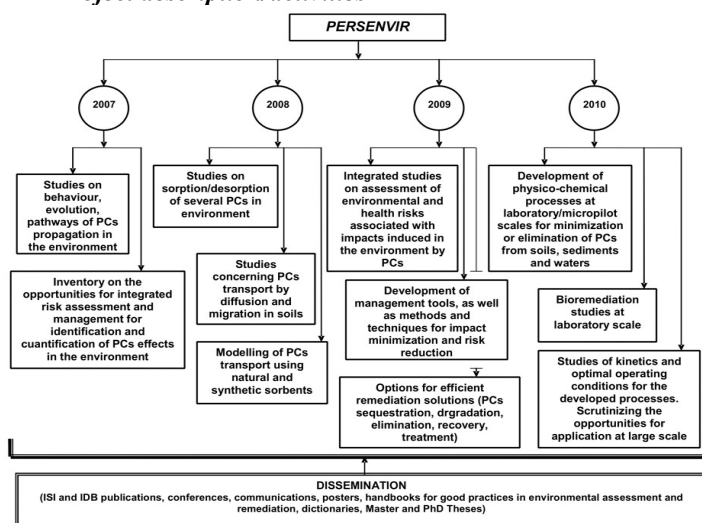 PERSENVIR
2007
2008
2009
2010
Studies on
behaviour,
evolution,
pathways of PCs
propagation in
the environment
Inventory on the
opportunities for integrated
risk assessment and
management for
identification and
cuantification of PCs effects
in the environment
Studies on
sorption/desorption
of several PCs in
environment
Studies
concerning PCs
transport by
diffusion and
migration in soils
Modelling of PCs
transport using
natural and
synthetic sorbents
Integrated studies
on assessment of
environmental and
health risks
associated with
impacts induced in
the environment by
PCs
Development of
management tools, as
well as methods and
techniques for impact
minimization and risk
reduction
Options for efficient
remediation solutions (PCs
sequestration, drgradation,
elimination, recovery,
treatment)
Development of
physico-chemical
processes at
laboratory/micropilot
scales for minimization
or elimination of PCs
from soils, sediments
and waters
Bioremediation
studies at
laboratory scale
Studies of kinetics and
optimal operating
conditions for the
developed processes.
Scrutinizing the
opportunities for
application at large scale
DISSEMINATION
(ISI and IDB publications, conferences, communications, posters, handbooks for good practices in environmental assessment and
remediation, dictionaries, Master and PhD Theses)